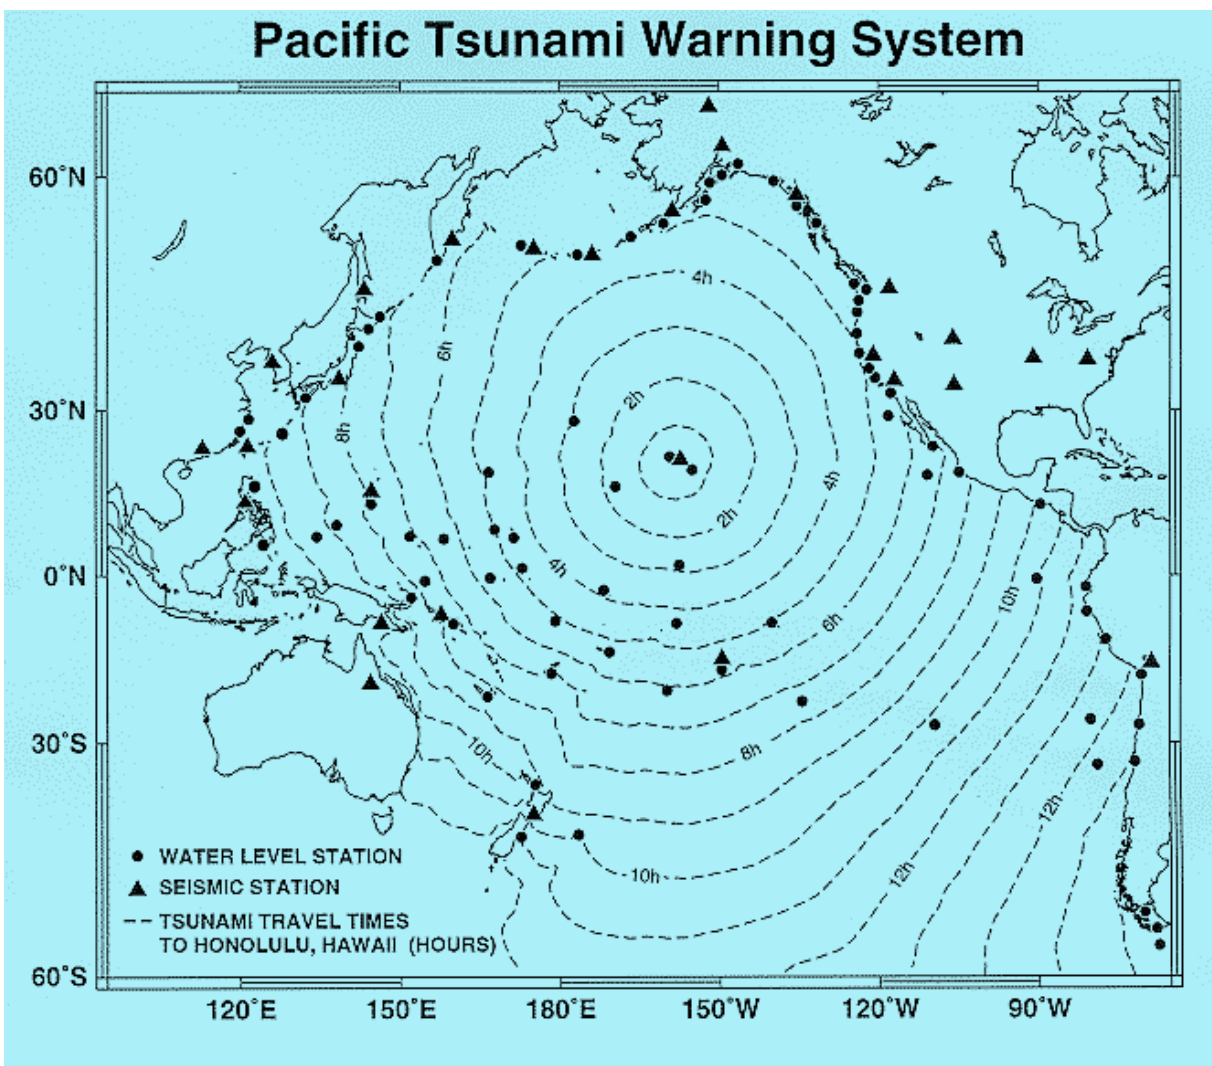 Pacific Tsunami Warning System
60°N
30°N
0°N
30°S
60°S
4h
6h
2h
8h
4h
2h
4h
10h
6h
10h
8h
12h
10h
12h
WATER LEVEL STATION
SEISMIC STATION
TSUNAMI TRAVEL TIMES
TO HONOLULU, HAWAII (HOURS)
120°E 150°E 180°E 150°W 120°W 90°W